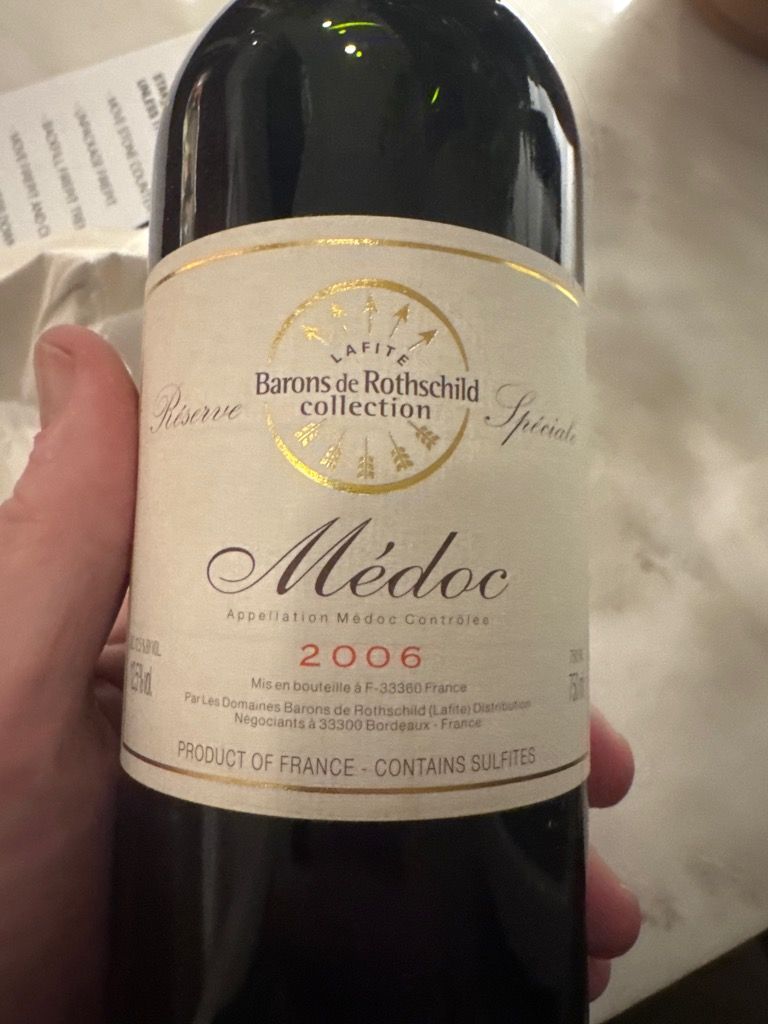 LAFITE
Barons de Rothschild
collection
Réserve Spéciale
Médoc
Appellation Médoc Contrôlée
2006
Mis en bouteille à F-33360 France
Par Les Domaines Barons de Rothschild (Lafite) Distribution
Négociants à 33300 Bordeaux - France
PRODUCT OF FRANCE - CONTAINS SULFITES